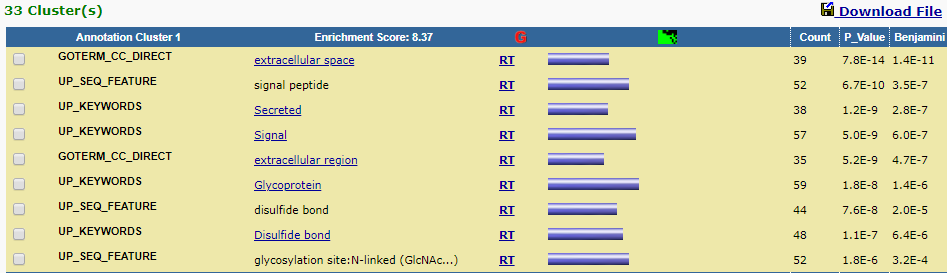 33 Cluster(s) Download File
Annotation Cluster 1 Enrichment Score: 8.37 G Count P_Value Benjamini
GOTERM_CC_DIRECT extracellular space RT 39 7.8E-14 1.4E-11
UP_SEQ_FEATURE signal peptide RT 52 6.7E-10 3.5E-7
UP_KEYWORDS Secreted RT 38 1.2E-9 2.8E-7
UP_KEYWORDS Signal RT 57 5.0E-9 6.0E-7
GOTERM_CC_DIRECT extracellular region RT 35 5.2E-9 4.7E-7
UP_KEYWORDS Glycoprotein RT 59 1.8E-8 1.4E-6
UP_SEQ_FEATURE disulfide bond RT 44 7.6E-8 2.0E-5
UP_KEYWORDS Disulfide bond RT 48 1.1E-7 6.4E-6
UP_SEQ_FEATURE glycosylation site:N-linked (GlcNAc...) RT 52 1.8E-6 3.2E-4